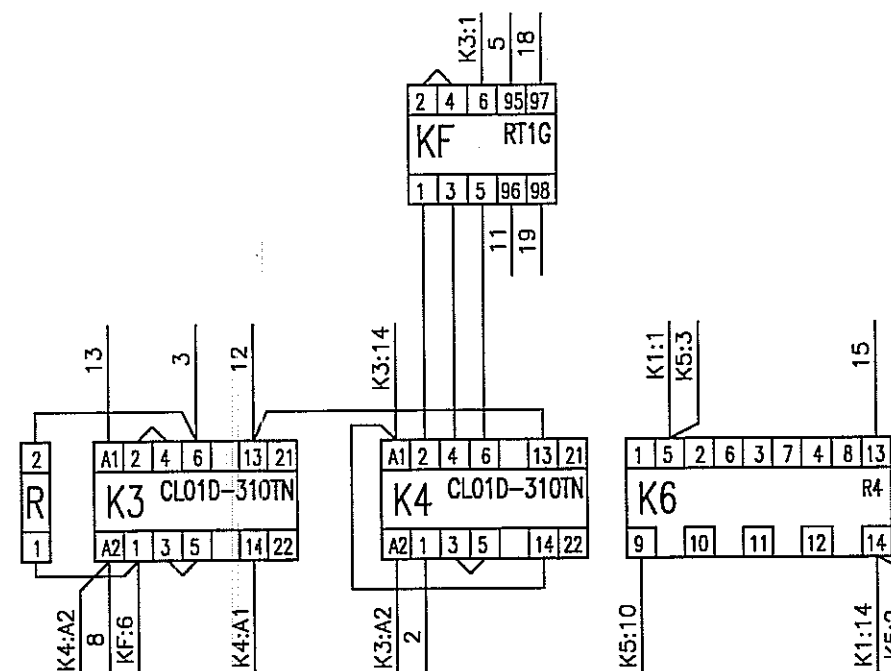 K3:1
5
18
2 4 6 95 97
KF RT1G
1 3 5 96 98
11
19
13
3
12
K3:14
K1:1
K5:3
15
2
R
1
A1 2 4 6 13 21
K3 CL01D-310TN
A2 1 3 5 14 22
A1 2 4 6 13 21
K4 CL01D-310TN
A2 1 3 5 14 22
1 5 2 6 3 7 4 8 13
K6 R4
9 10 11 12 14
K4:A2
8
KF:6
K4:A1
K3:A2
2
K5:10
K1:14